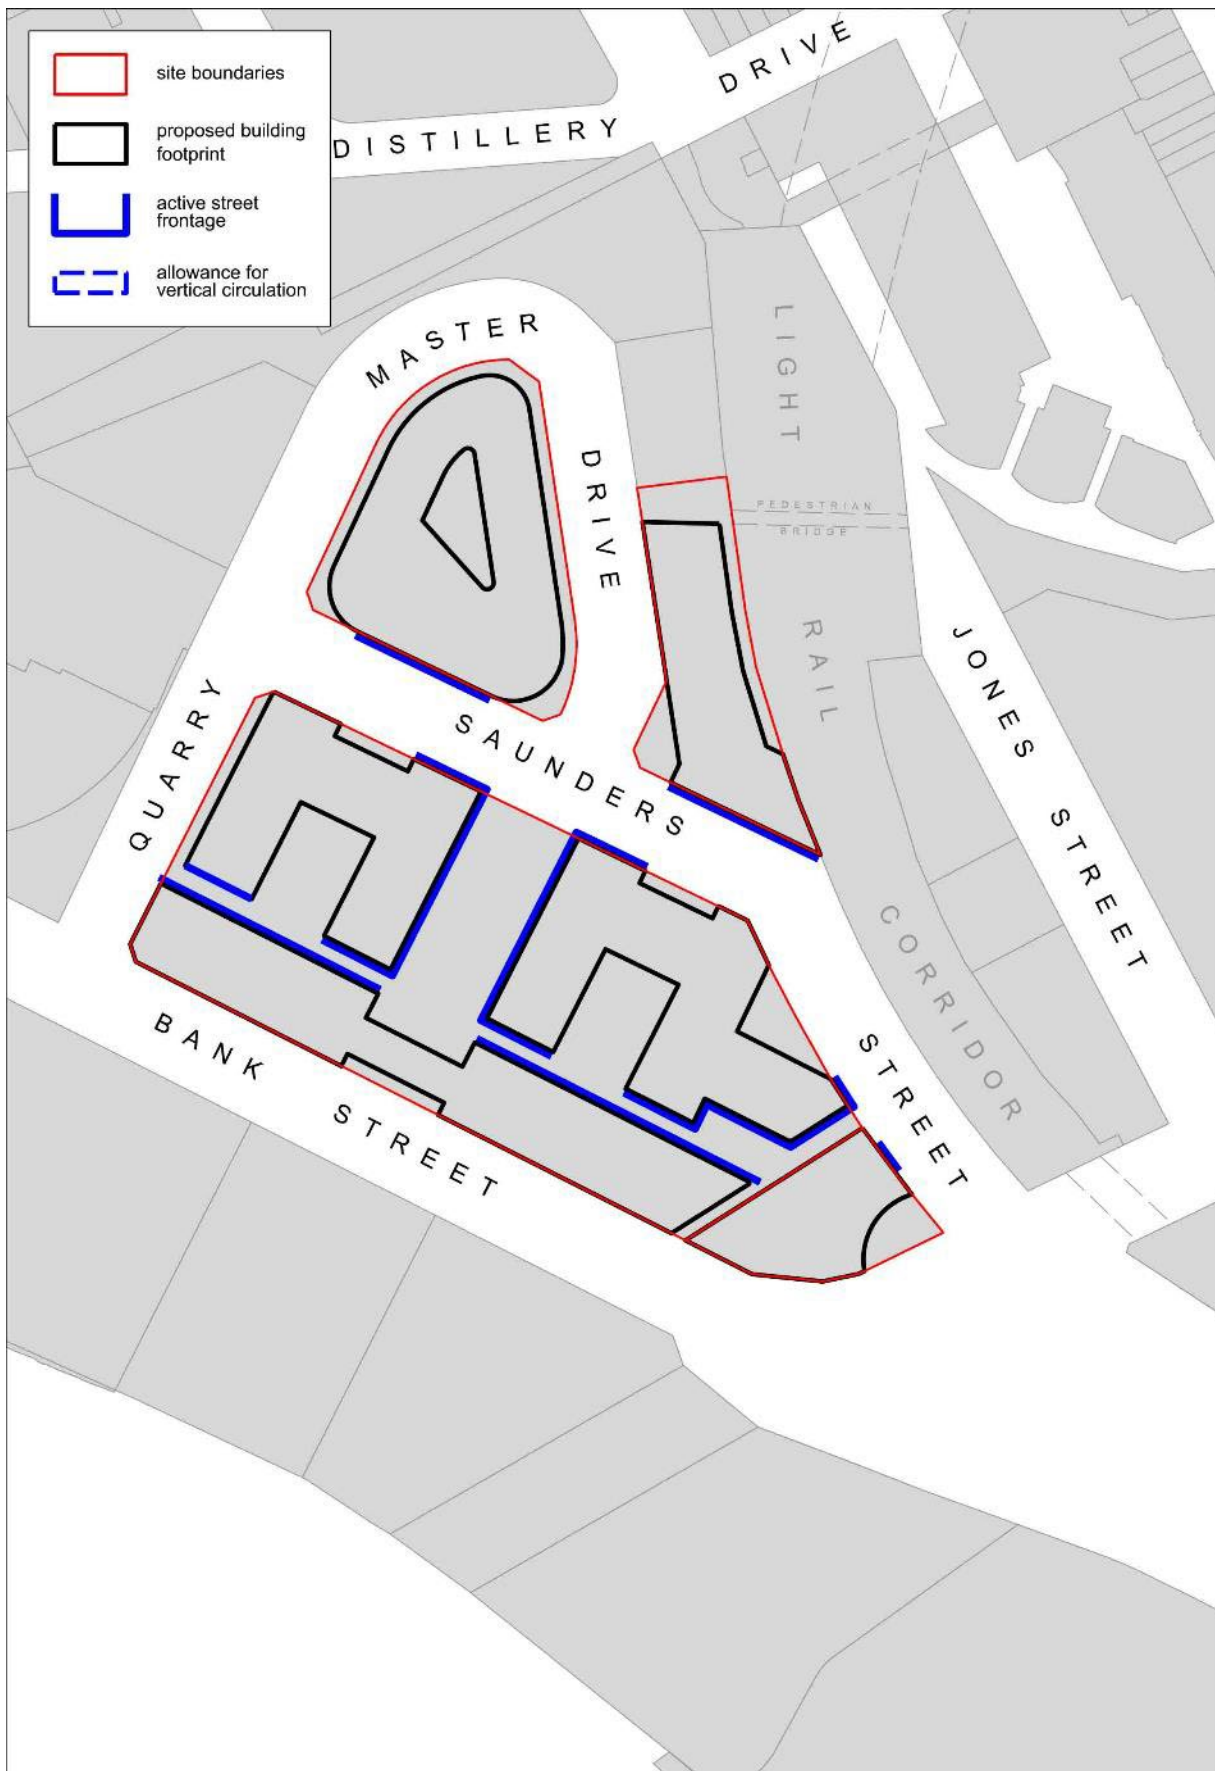 site boundaries
proposed building
footprint
active street
frontage
allowance for
vertical circulation
DISTILLERY DRIVE
MASTER
DRIVE
LIGHT
PEDESTRIAN
BRIDGE
RAIL
CORRIDOR
JONES STREET
QUARRY
SAUNDERS
STREET
BANK STREET